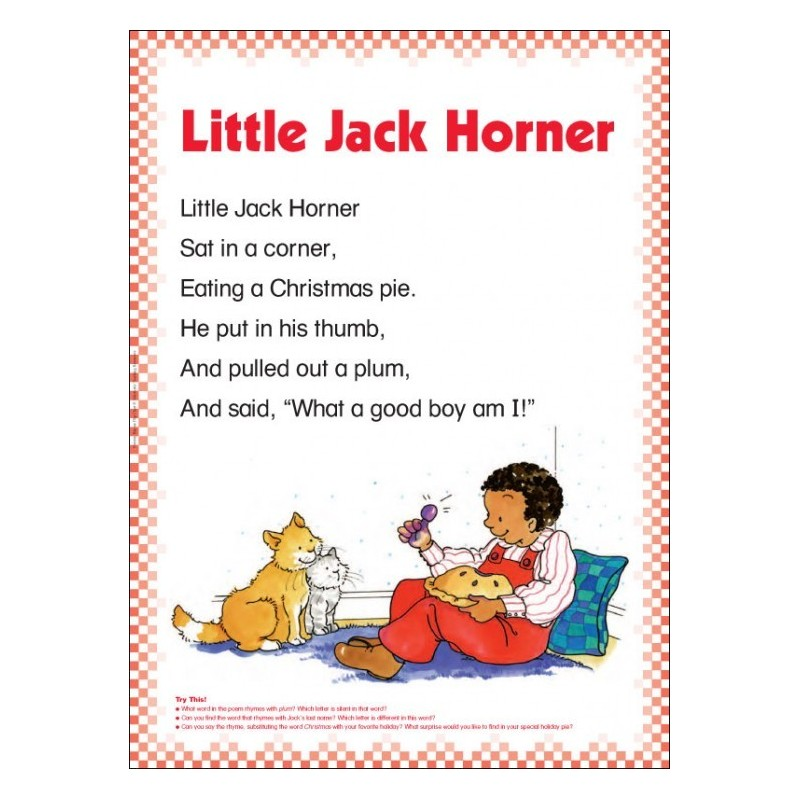 Little Jack Horner
Little Jack Horner
Sat in a corner,
Eating a Christmas pie.
He put in his thumb,
And pulled out a plum,
And said, “What a good boy am I!”
Try This!
● What word in the poem rhymes with plum? Which letter is silent in that word?
● Can you find the word that rhymes with Jack's last name? Which letter is different in this word?
● Can you say the rhyme, substituting the word Christmas with your favorite holiday? What surprise would you like to find in your special holiday pie?